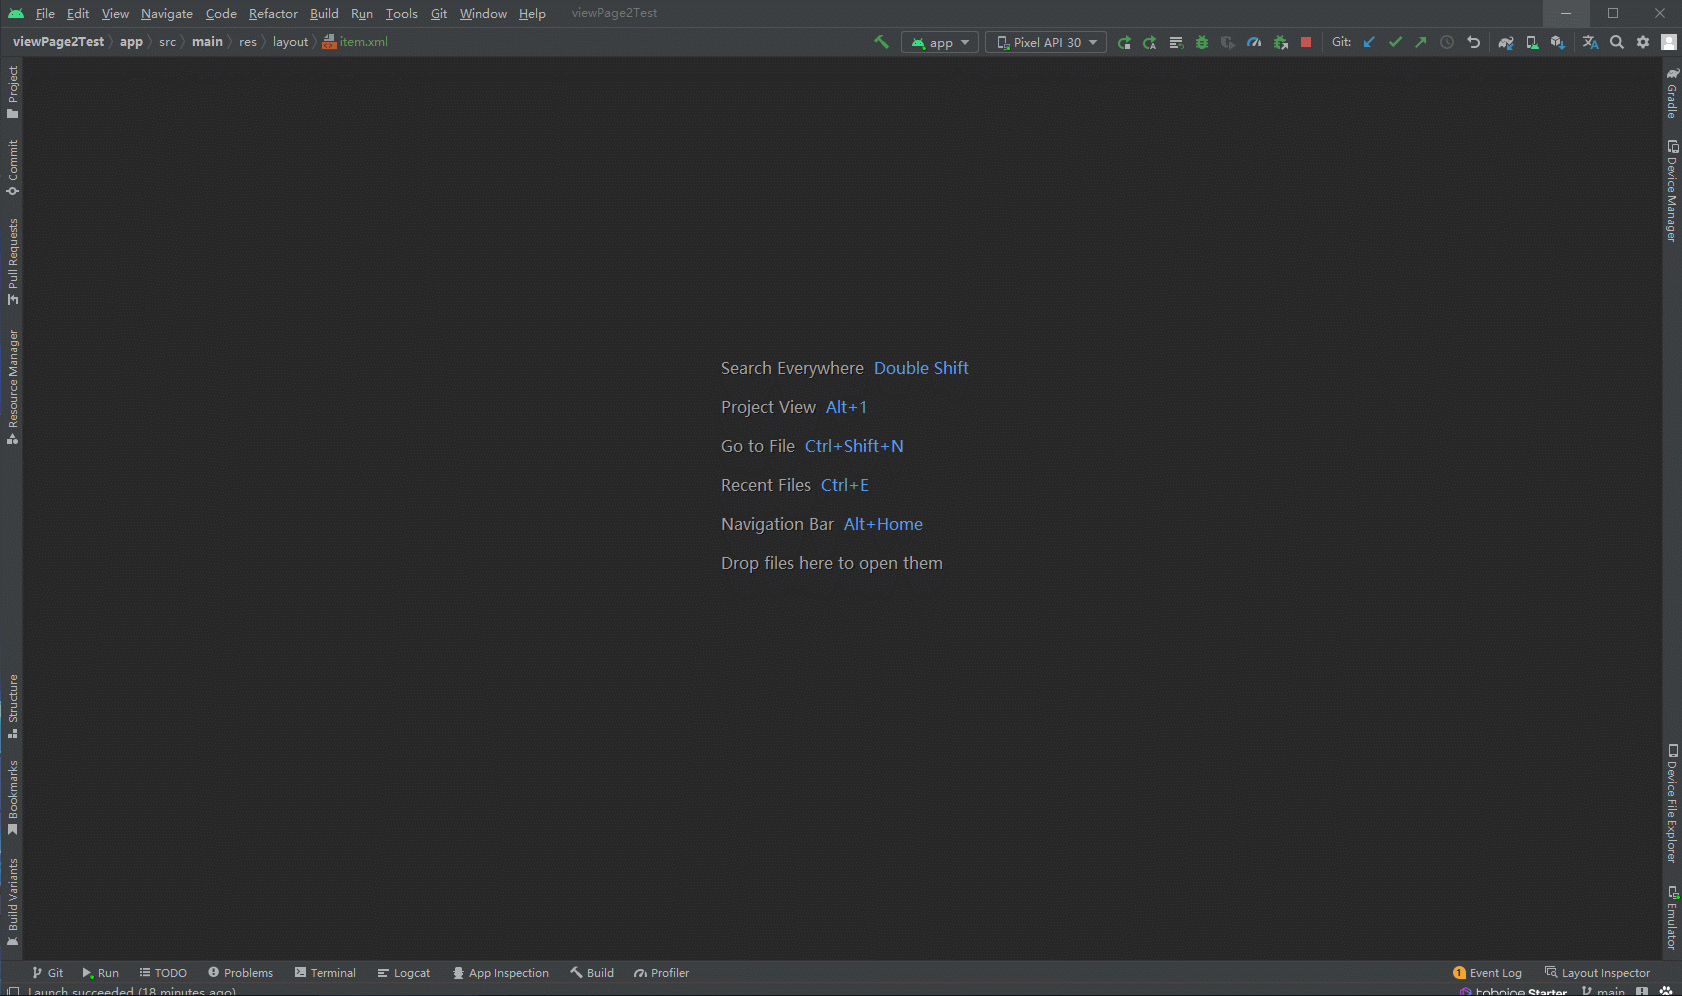 File Edit View Navigate Code Refactor Build Run Tools Git Window Help viewPage2Test
viewPage2Test app src main res layout item.xml app Pixel API 30 Git:
Project
Commit
Pull Requests
Resource Manager
Structure
Bookmarks
Build Variants
Search Everywhere Double Shift
Project View Alt+1
Go to File Ctrl+Shift+N
Recent Files Ctrl+E
Navigation Bar Alt+Home
Drop files here to open them
Gradle
Device Manager
Device File Explorer
Emulator
Git Run TODO Problems Terminal Logcat App Inspection Build Profiler 1 Event Log Layout Inspector
Launch succeeded (18 minutes ago) Starter main